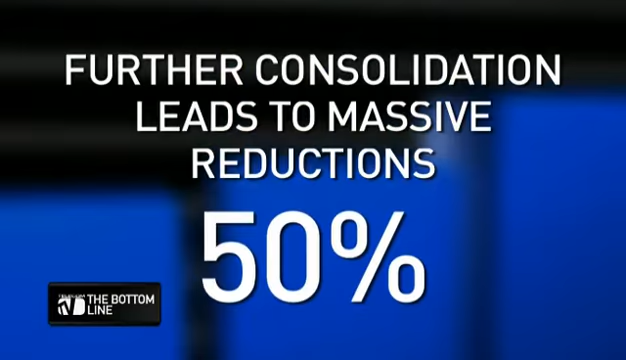 FURTHER CONSOLIDATION
LEADS TO MASSIVE
REDUCTIONS
50%
THE BOTTOM
LINE